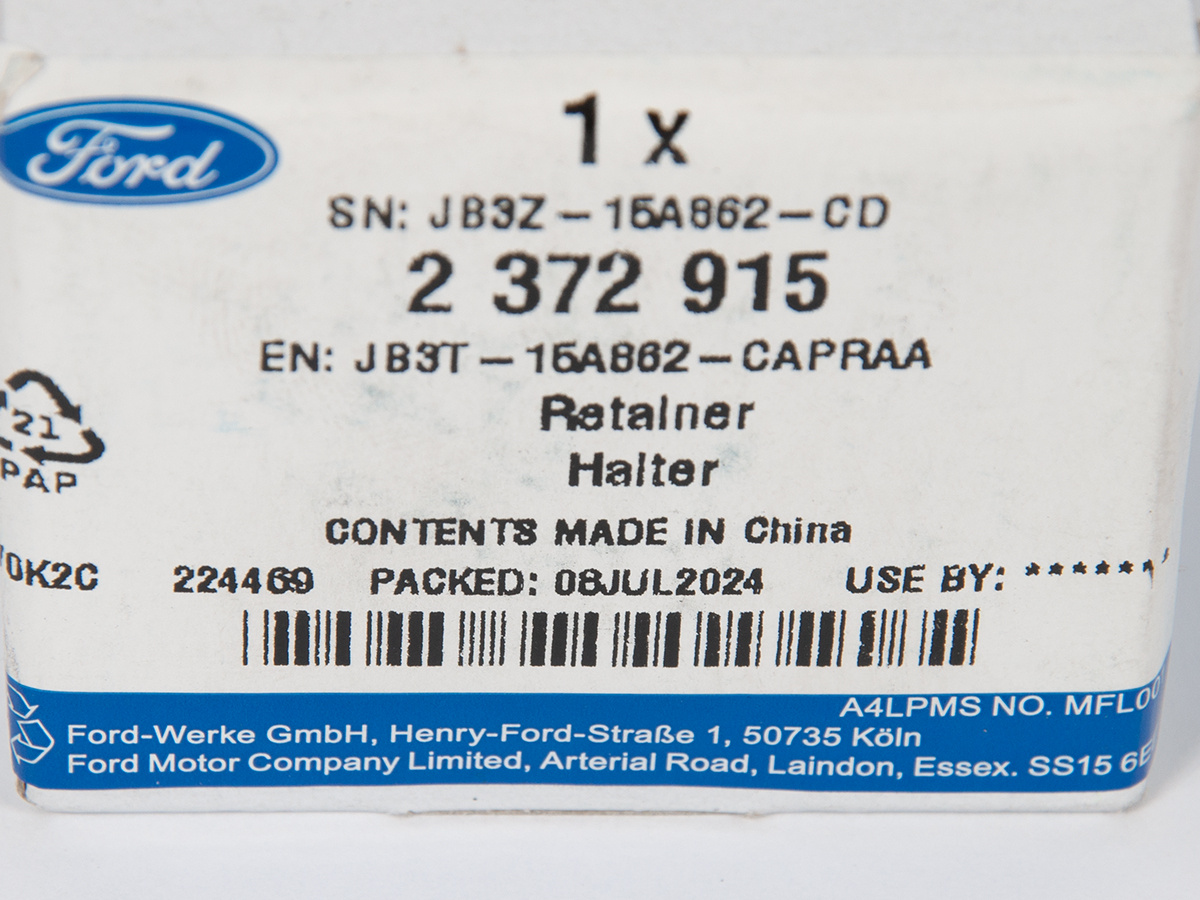 Ford
1 x
SN: JB3Z – 15A862 – CD
2 372 915
EN: JB3T – 15A862 – CAPRAA
Retainer
Halter
21
PAP
CONTENTS MADE IN China
224469 PACKED: USE BY: ******
A4LPMS NO.
Ford-Werke GmbH, Henry-Ford-Straße 1, 50735 Köln
Ford Motor Company Limited, Arterial Road, Laindon, Essex. SS15